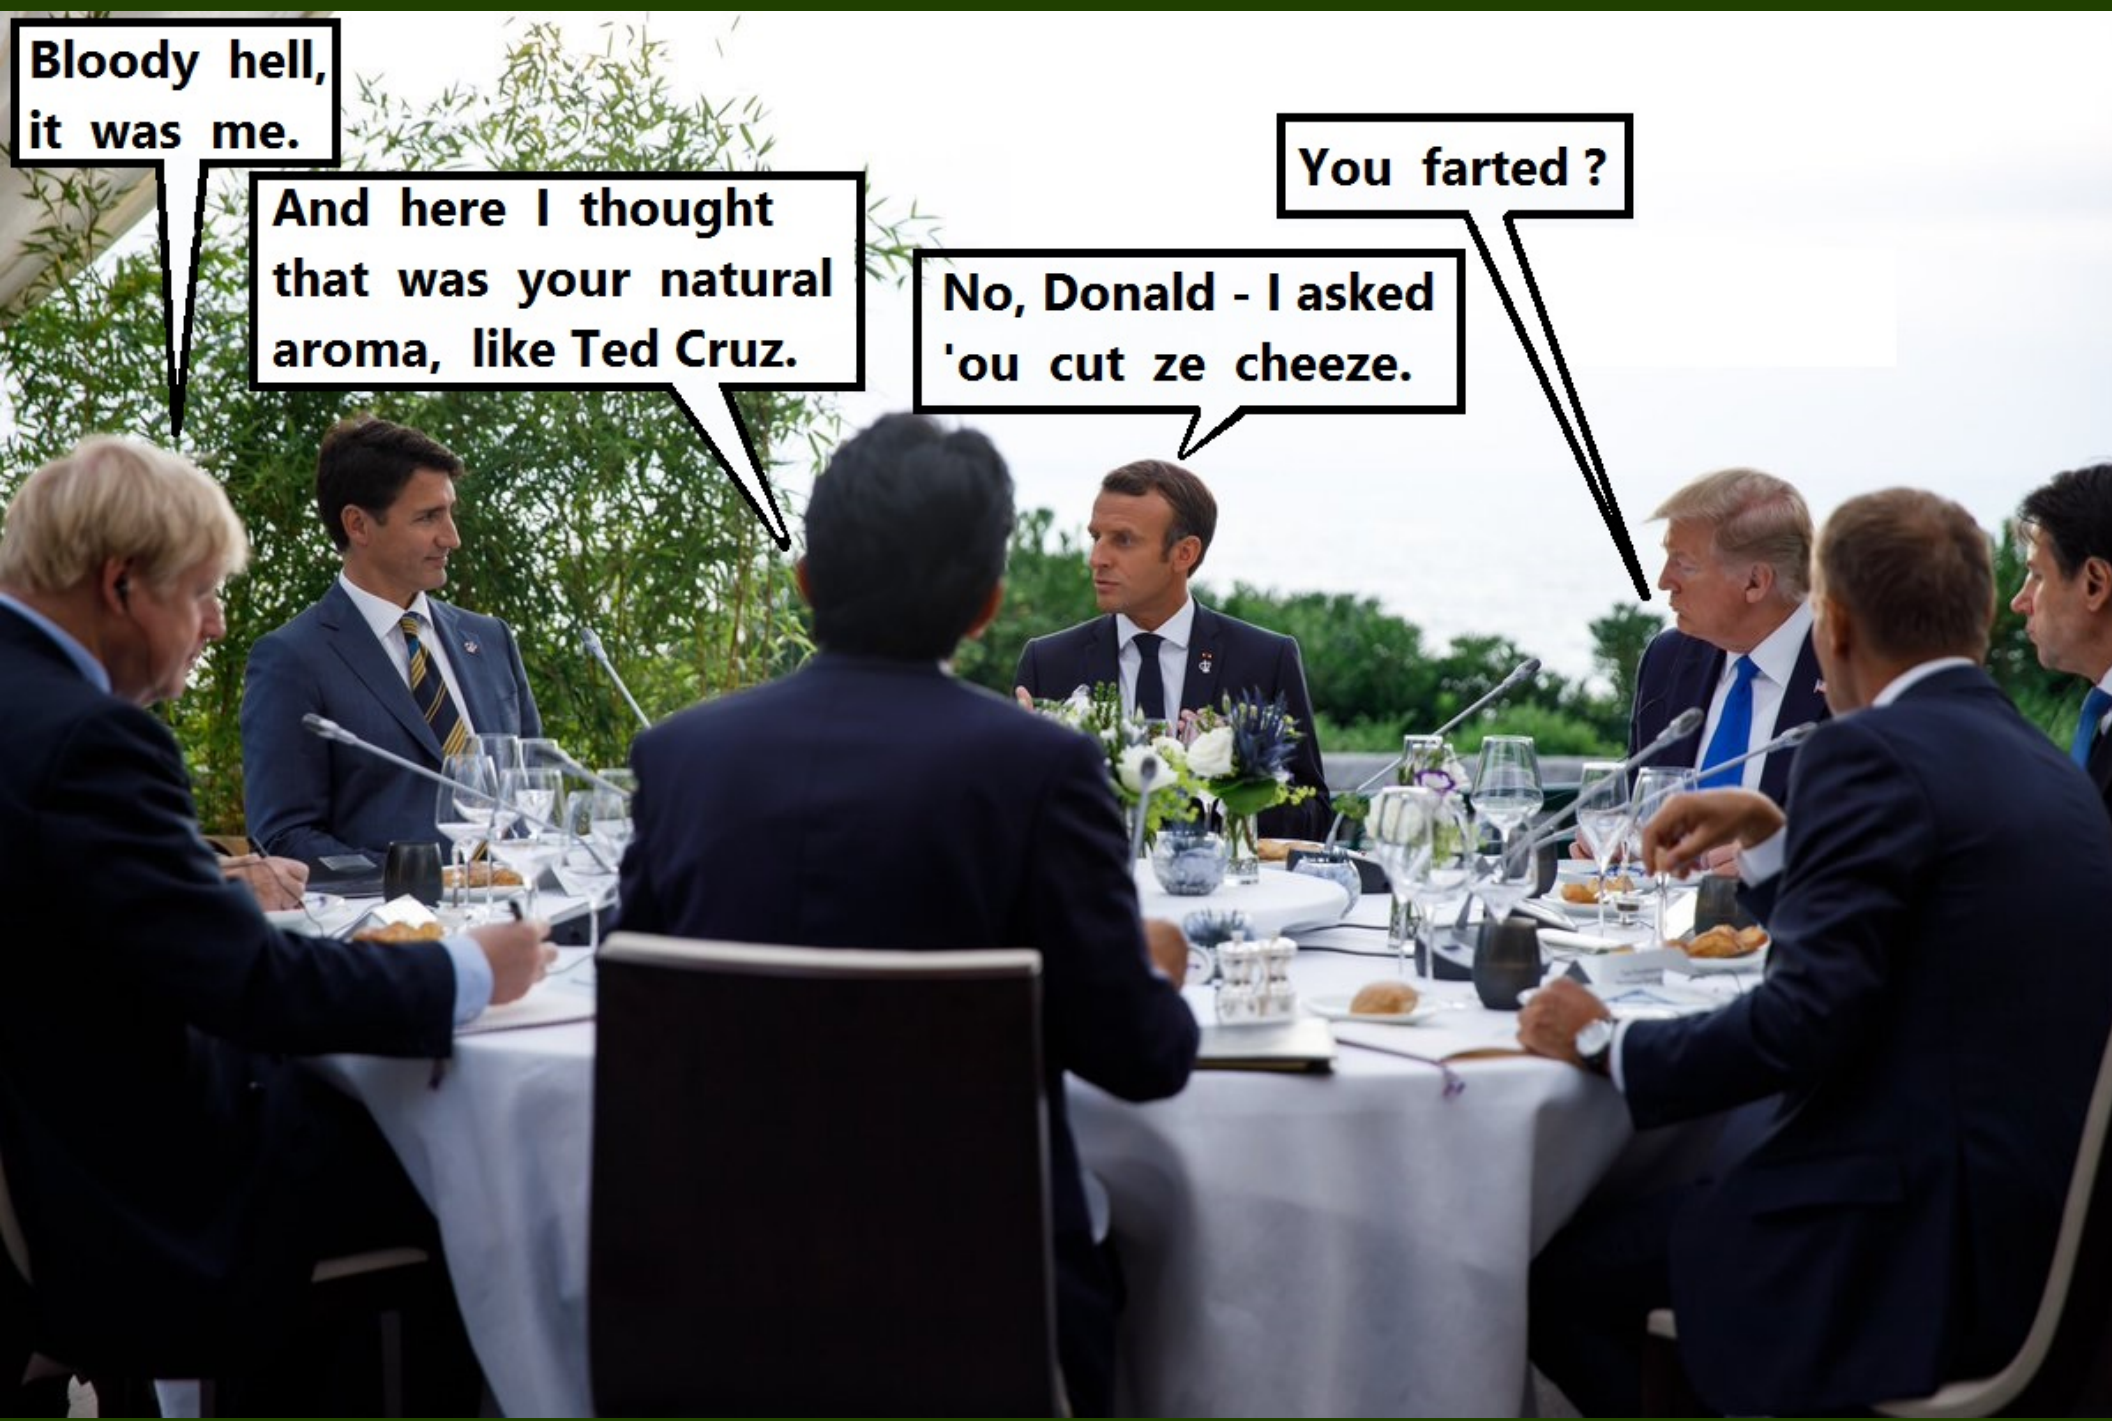 Bloody hell,
it was me.
And here I thought
that was your natural
aroma, like Ted Cruz.
No, Donald - I asked
'ou cut ze cheeze.
You farted ?